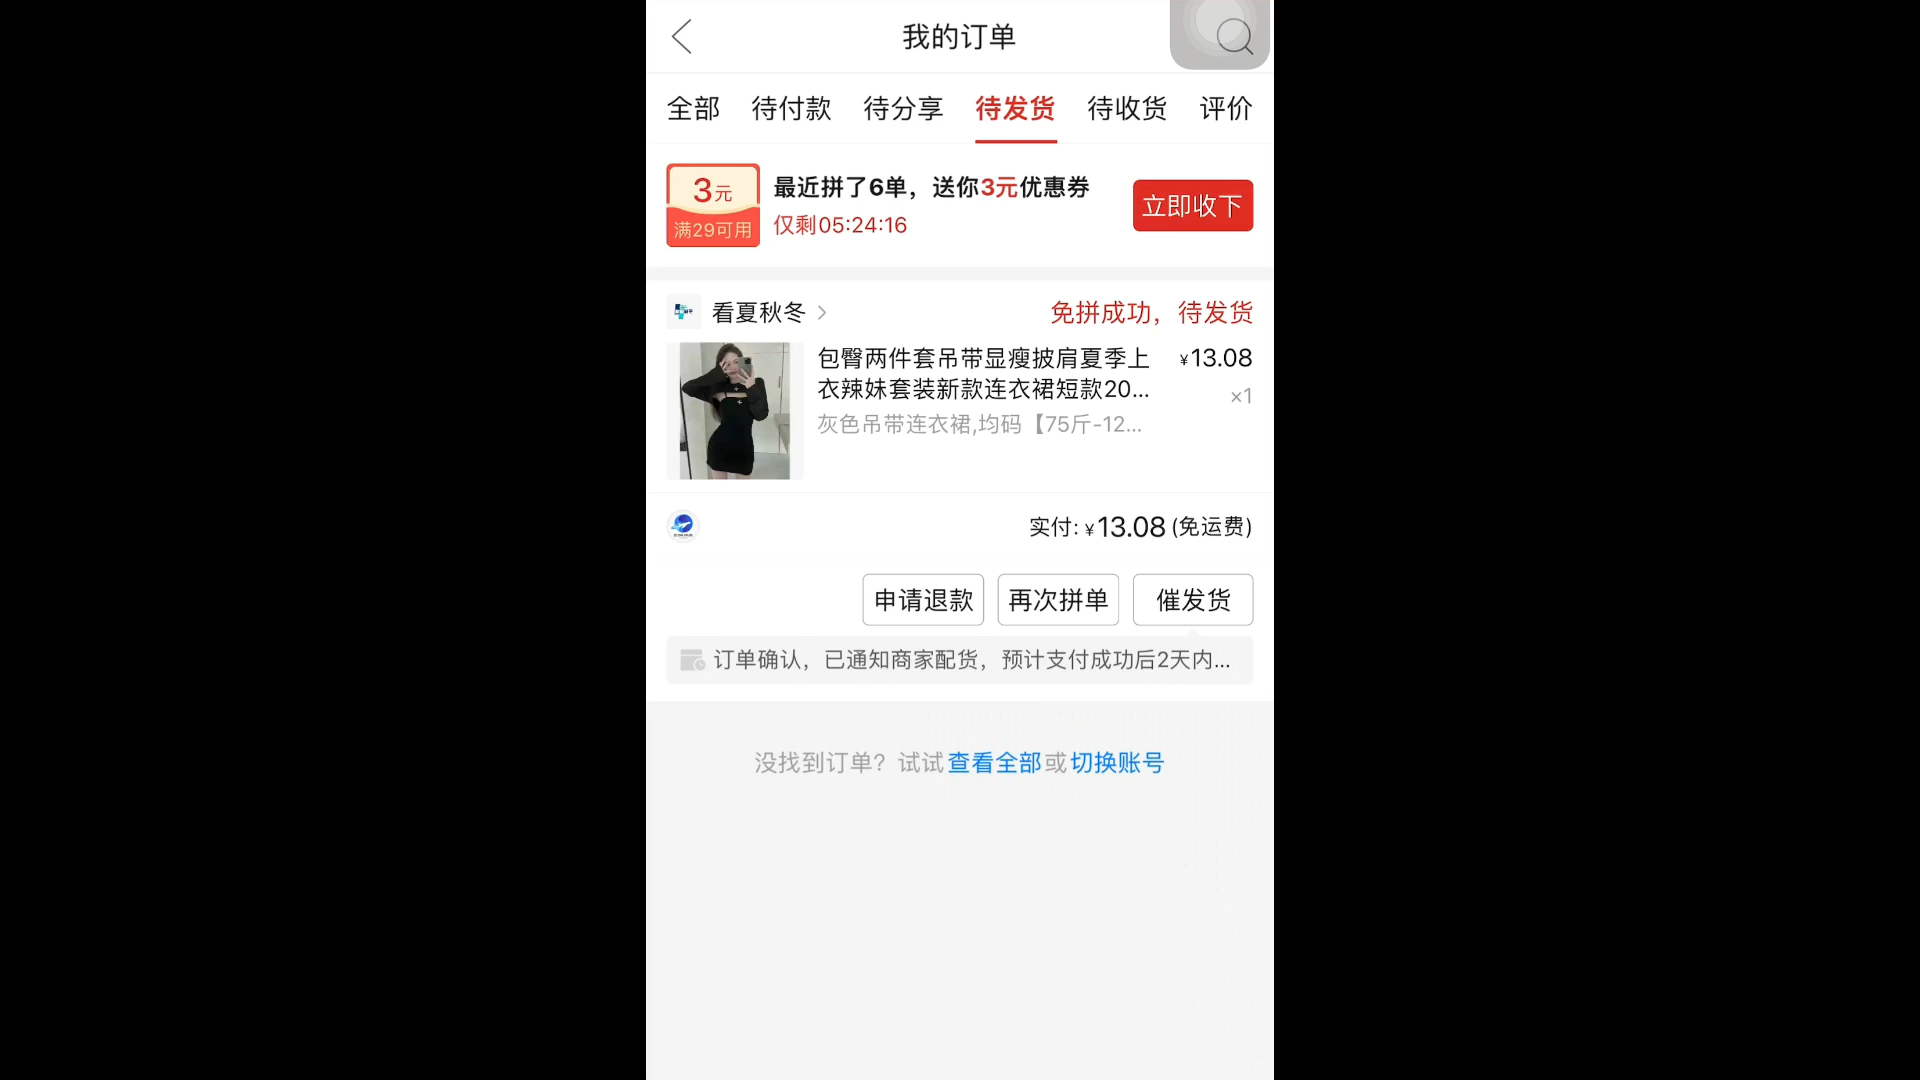 我的订单
全部 待付款 待分享 待发货 待收货 评价
3元
满29可用
最近拼了6单，送你3元优惠券
仅剩05:24:16
立即收下
看夏秋冬
免拼成功，待发货
包臀两件套吊带显瘦披肩夏季上
衣辣妹套装新款连衣裙短款20...
¥13.08
×1
灰色吊带连衣裙,均码【75斤-12...
实付: ¥13.08 (免运费)
申请退款 再次拼单 催发货
订单确认，已通知商家配货，预计支付成功后2天内...
没找到订单？试试查看全部或切换账号